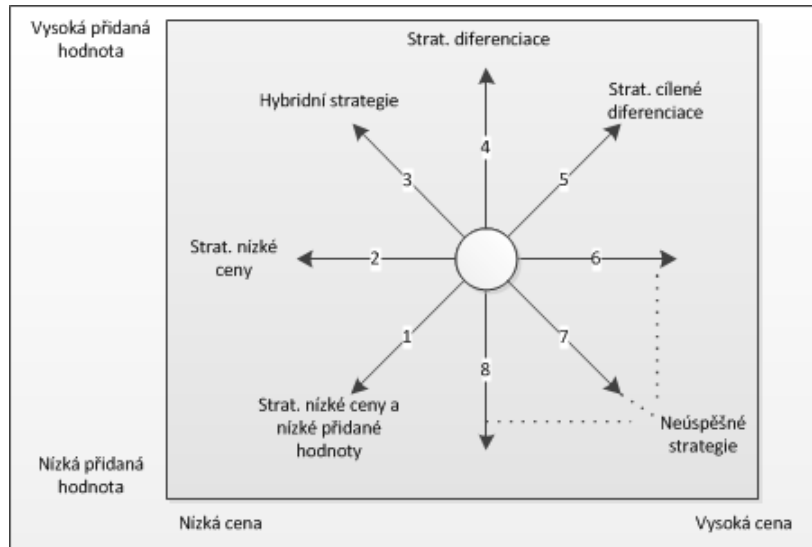 Vysoká přidaná
hodnota
Strat. diferenciace
Hybridní strategie
Strat. cílené
diferenciace
4
3
5
Strat. nízké
ceny
2
6
1
7
8
Strat. nízké ceny a
nízké přidané
hodnoty
Neúspěšné
strategie
Nízká přidaná
hodnota
Nízká cena
Vysoká cena